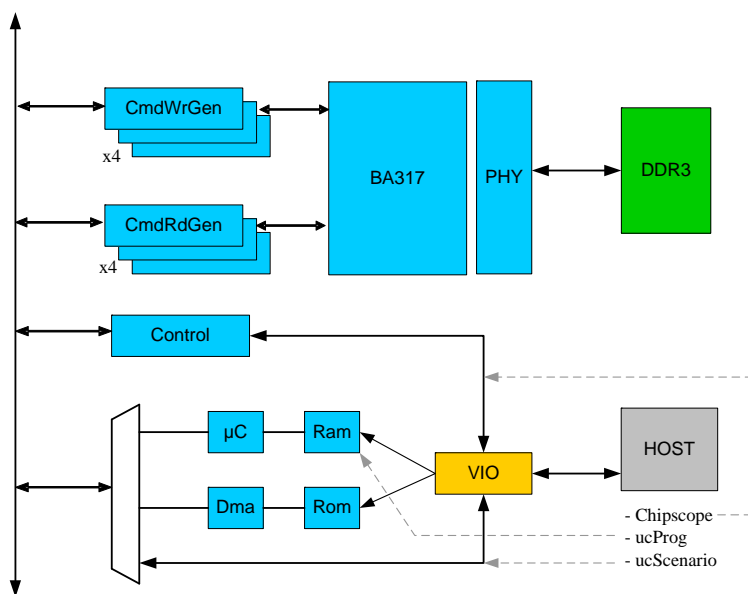 CmdWrGen
x4
BA317
PHY
DDR3
CmdRdGen
x4
Control
µC
Ram
VIO
HOST
Dma
Rom
- Chipscope
- ucProg
- ucScenario